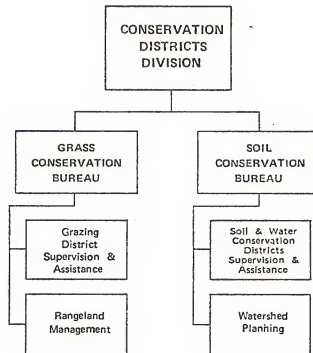 CONSERVATION
DISTRICTS
DIVISION
GRASS
CONSERVATION
BUREAU
SOIL
CONSERVATION
BUREAU
Grazing
District
Supervision &
Assistance
Soil & Water
Conservation
Districts
Supervision &
Assistance
Rangeland
Management
Watershed
Planning